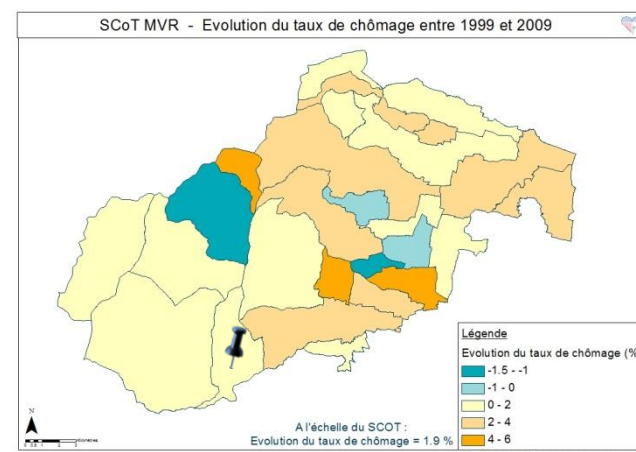 SCoT MVR - Evolution du taux de chômage entre 1999 et 2009
Légende
Evolution du taux de chômage (%
-1.5 - -1
-1 - 0
0 - 2
2 - 4
4 - 6
N
A l'échelle du SCOT :
Evolution du taux de chômage = 1.9 %